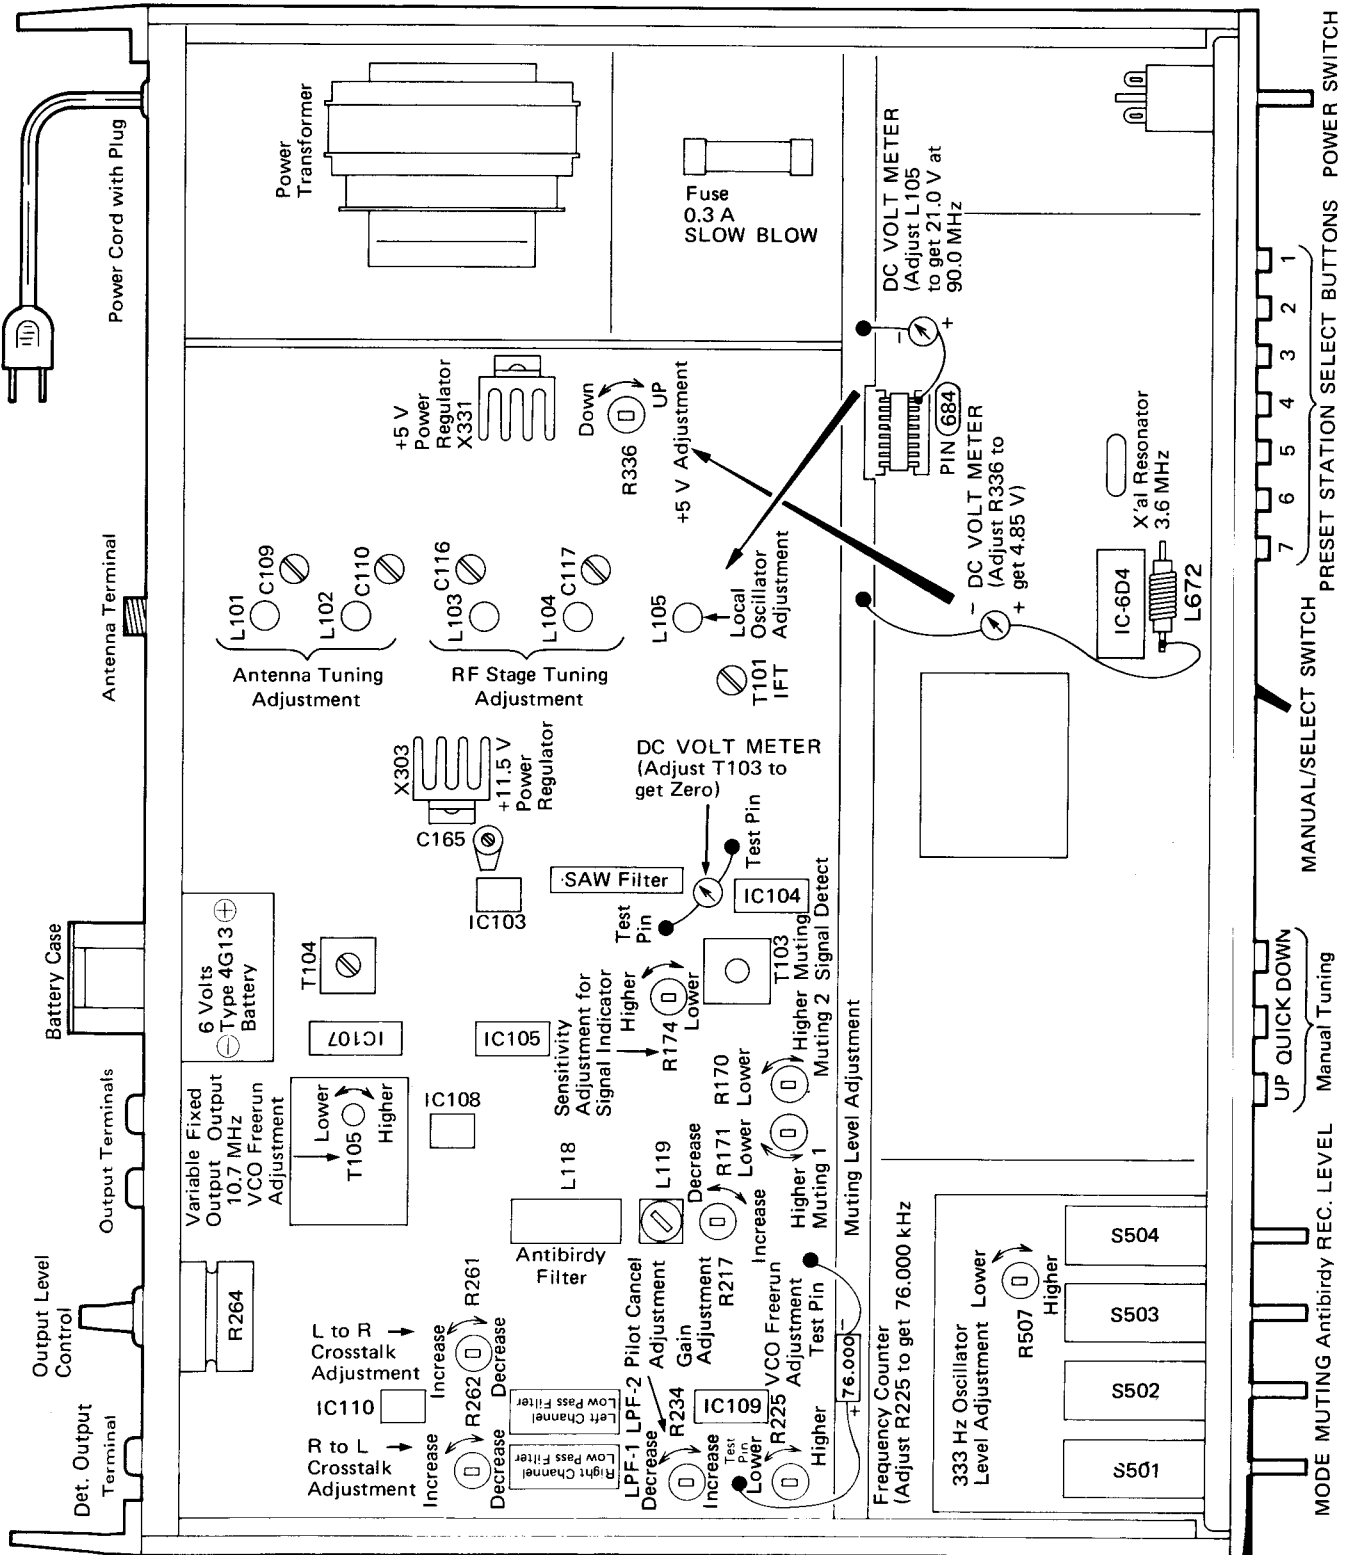 Det. Output
Terminal
Output Level
Control
Output Terminals
Battery Case
Antenna Terminal
Power Cord with Plug
R264
Variable Fixed
Output Output
10.7 MHz
VCO Freerun
Adjustment
Lower
T105
Higher
6 Volts
⊖Type 4G13⊕
Battery
T104
IC107
IC108
IC105
L101
C109
L102
C110
Antenna Tuning
Adjustment
L103
C116
L104
C117
RF Stage Tuning
Adjustment
X303
+11.5 V
Power
Regulator
C165
IC103
SAW Filter
+5 V
Power
Regulator
X331
Power
Transformer
Fuse
0.3 A
SLOW BLOW
Down
UP
R336
+5 V Adjustment
L105
Local
Oscillator
Adjustment
T101
IFT
DC VOLT METER
(Adjust T103 to
get Zero)
Test Pin
Test
Pin
IC104
T103
Sensitivity
Adjustment for
Signal Indicator
Higher
Lower
R174
L118
Antibirdy
Filter
L119
Decrease
Increase
Gain
Adjustment
R217
R171
Lower
Higher
Muting 1
R170
Lower
Higher
Muting 2
Muting
Signal Detect
Muting Level Adjustment
L to R
Crosstalk
Adjustment
Increase
R261
Decrease
IC110
R to L
Crosstalk
Adjustment
Increase
R262
Decrease
Left Channel
Low Pass Filter
Right Channel
Low Pass Filter
LPF-1 LPF-2
Pilot Cancel
Adjustment
Decrease
R234
Increase
IC109
Test
Pin
Lower
R225
Higher
VCO Freerun
Adjustment
Test Pin
+ 76.000 -
Frequency Counter
(Adjust R225 to get 76.000 kHz
333 Hz Oscillator
Level Adjustment
Lower
R507
Higher
S501
S502
S503
S504
DC VOLT METER
(Adjust L105
to get 21.0 V at
90.0 MHz
-
+
PIN 684
- DC VOLT METER
(Adjust R336 to
+ get 4.85 V)
X'al Resonator
3.6 MHz
IC-6D4
L672
MODE MUTING Antibirdy REC. LEVEL
UP QUICK DOWN
Manual Tuning
MANUAL/SELECT SWITCH
7 6 5 4 3 2 1
PRESET STATION SELECT BUTTONS
POWER SWITCH